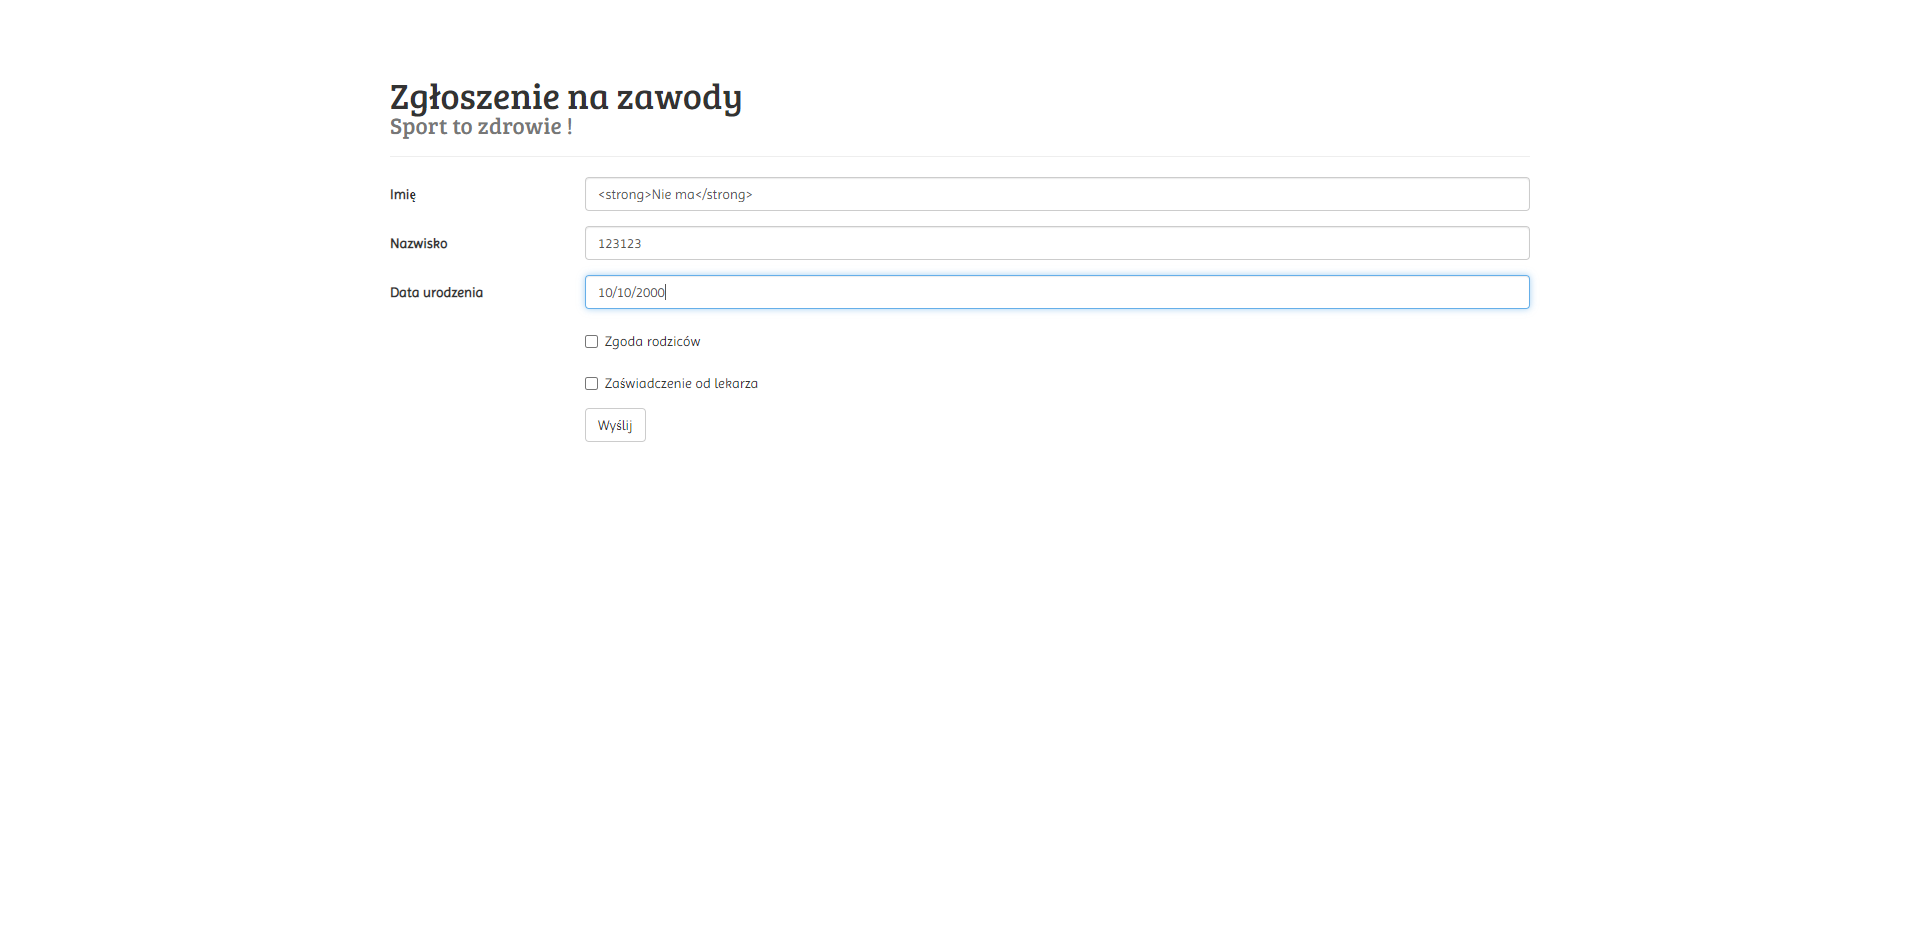 Zgłoszenie na zawody
Sport to zdrowie !
Imię <strong>Nie ma</strong>
Nazwisko 123123
Data urodzenia 10/10/2000
Zgoda rodziców
Zaświadczenie od lekarza
Wyślij